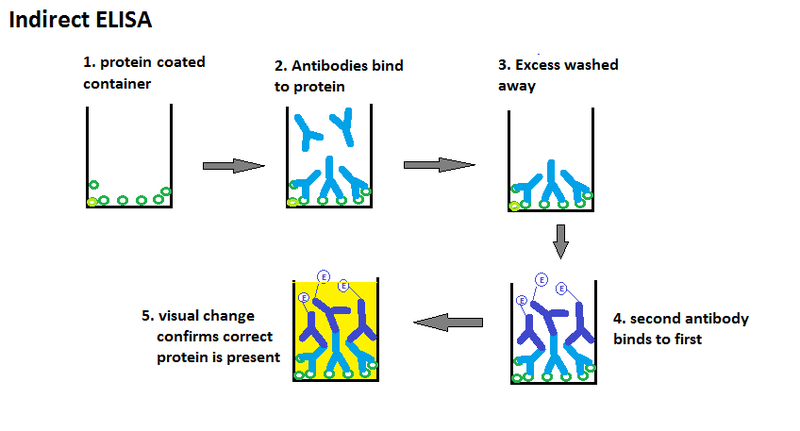 Indirect ELISA
1. protein coated
container
2. Antibodies bind
to protein
3. Excess washed
away
4. second antibody
binds to first
E
E
E
5. visual change
confirms correct
protein is present
E
E
E